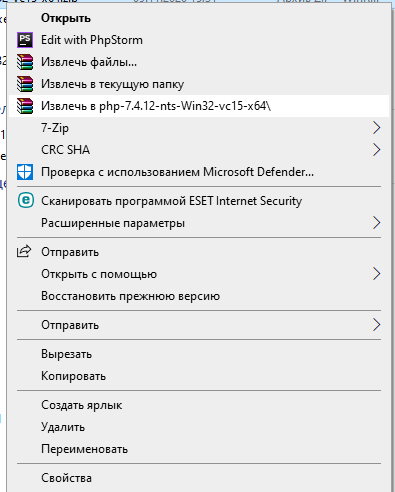 Открыть
Edit with PhpStorm
Извлечь файлы...
Извлечь в текущую папку
Извлечь в php-7.4.12-nts-Win32-vc15-x64\
7-Zip
CRC SHA
Проверка с использованием Microsoft Defender...
Сканировать программой ESET Internet Security
Расширенные параметры
Отправить
Открыть с помощью
Восстановить прежнюю версию
Отправить
Вырезать
Копировать
Создать ярлык
Удалить
Переименовать
Свойства